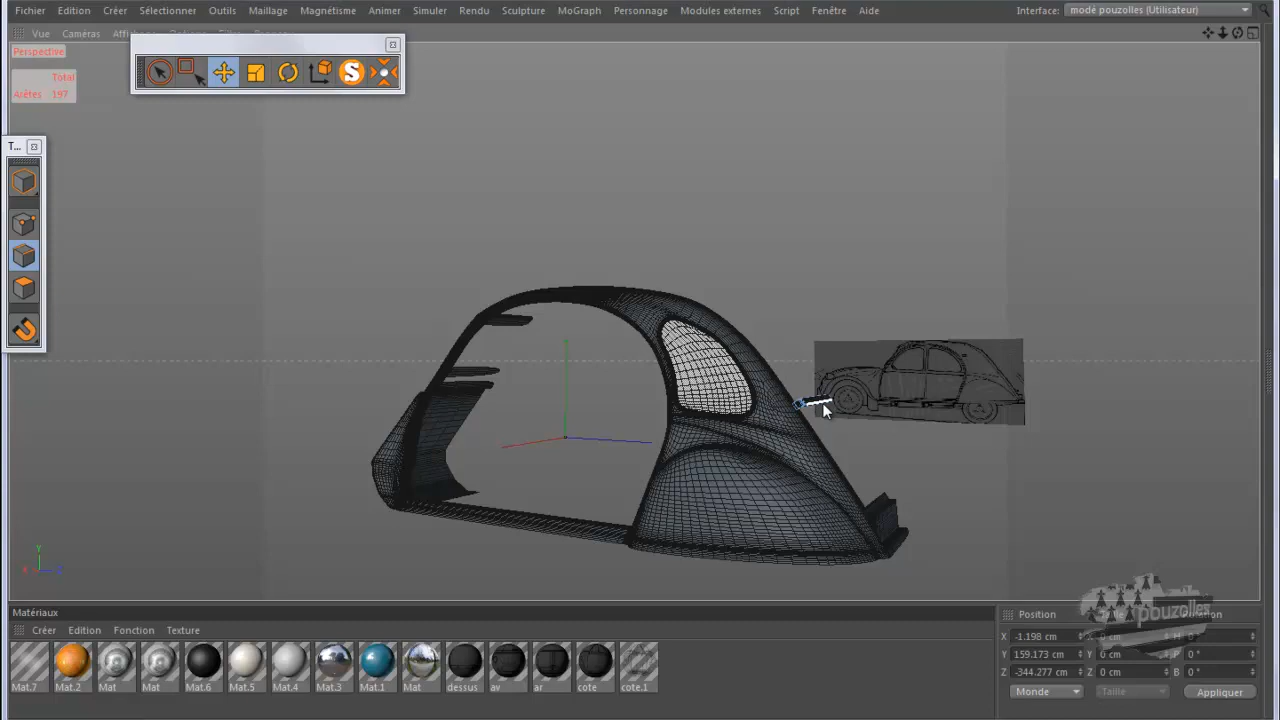 Fichier Edition Créer Sélectionner Outils Maillage Magnétisme Animer Simuler Rendu Sculpture MoGraph Personnage Modules externes Script Fenêtre Aide Interface: modé pouzolles (Utilisateur)
Vue Caméras
Perspective
Total
Arêtes 197
T...
Y
X Z
Matériaux
Créer Edition Fonction Texture
Mat.7 Mat.2 Mat Mat Mat.6 Mat.5 Mat.4 Mat.3 Mat.1 Mat dessus av ar cote cote.1
Position
pouzolles
X -1.198 cm X 0 cm H 0°
Y 159.173 cm Y 0 cm P 0°
Z -344.277 cm Z 0 cm B 0°
Monde Taille Appliquer